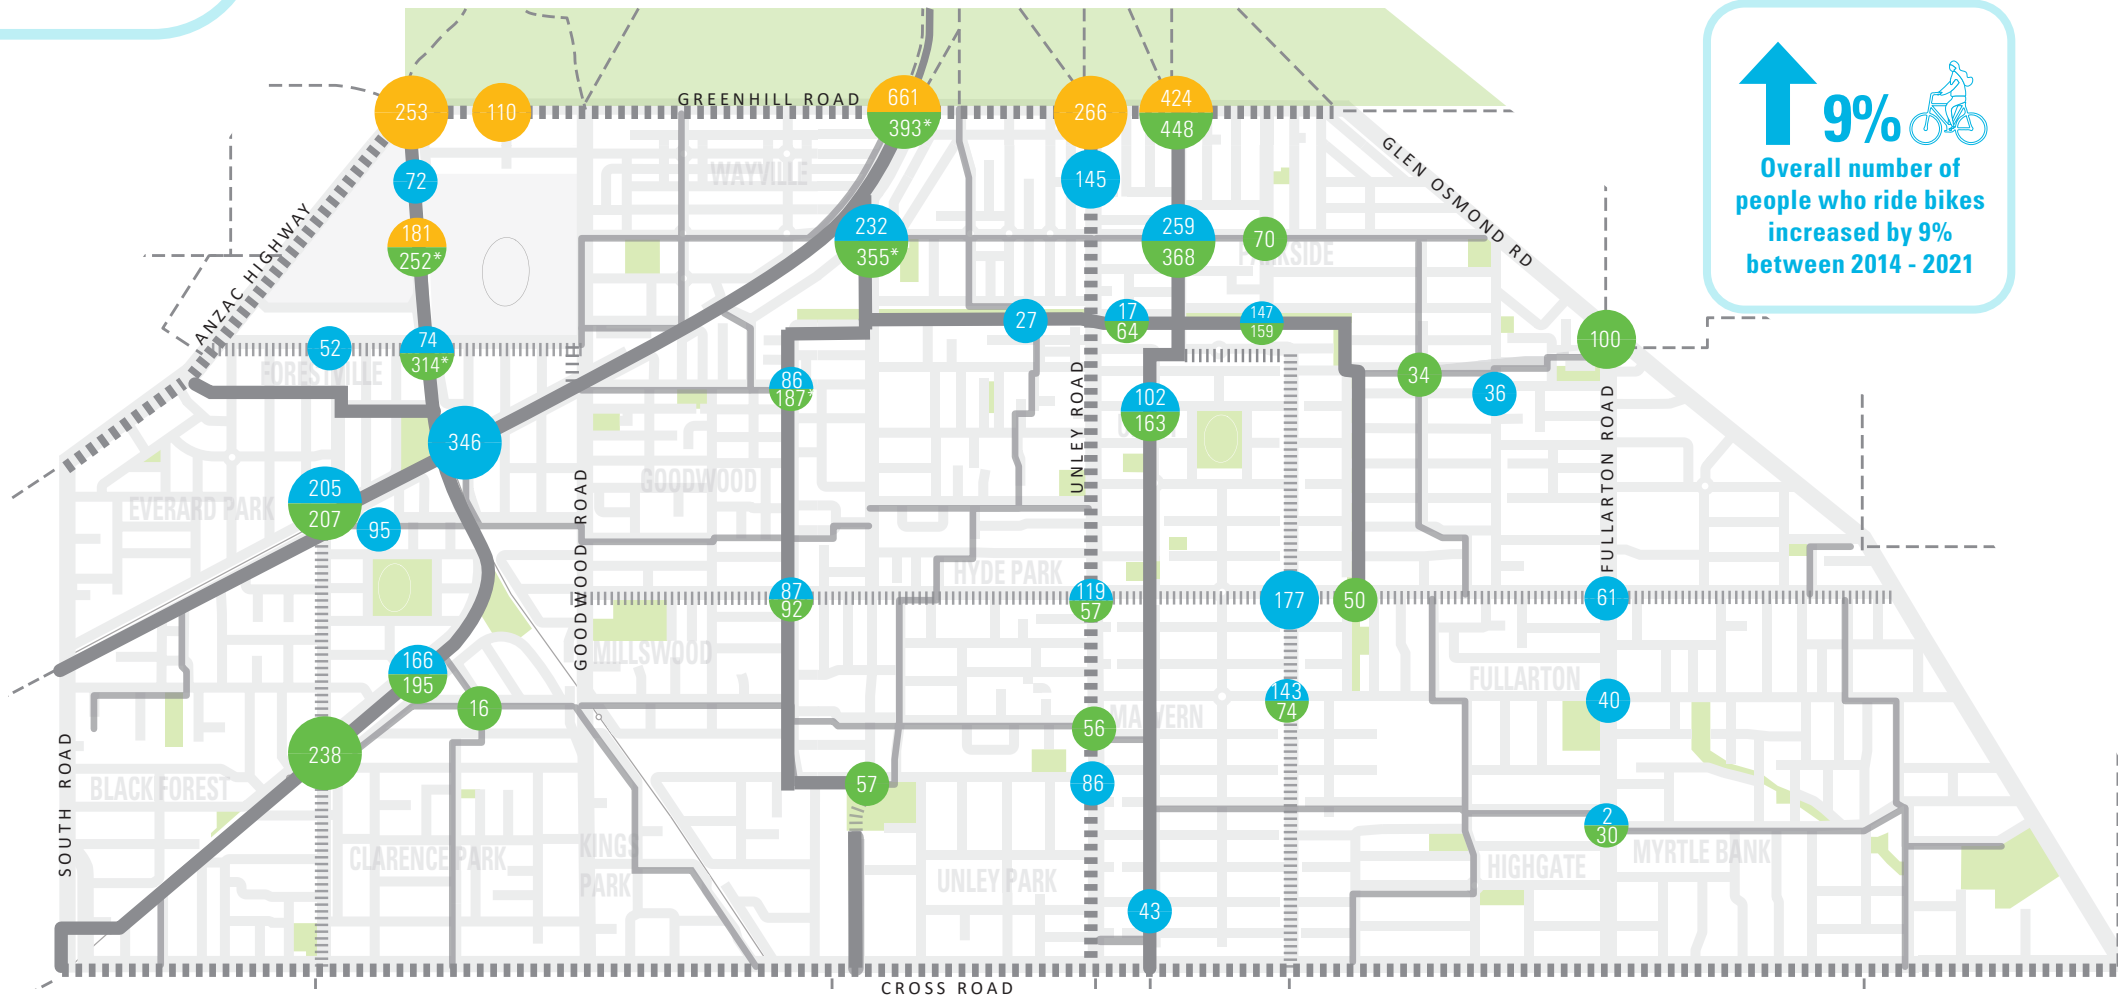 253
110
GREENHILL ROAD
661
393*
266
424
448
9%
Overall number of
people who ride bikes
increased by 9%
between 2014 - 2021
GLEN OSMOND RD
WAYVILLE
72
145
ANZAC HIGHWAY
181
252*
232
355*
259
368
70
PARKSIDE
52
74
314*
FORESTVILLE
27
17
64
147
159
100
86
187*
34
36
102
163
UNLEY ROAD
FULLARTON ROAD
346
GOODWOOD
GOODWOOD ROAD
205
207
95
EVERARD PARK
HYDE PARK
87
92
119
57
177
50
61
MILLSWOOD
166
195
16
FULLARTON
143
74
40
MALVERN
56
238
SOUTH ROAD
BLACK FOREST
57
86
2
30
CLARENCE PARK
KINGS
PARK
UNLEY PARK
HIGHGATE
MYRTLE BANK
43
CROSS ROAD